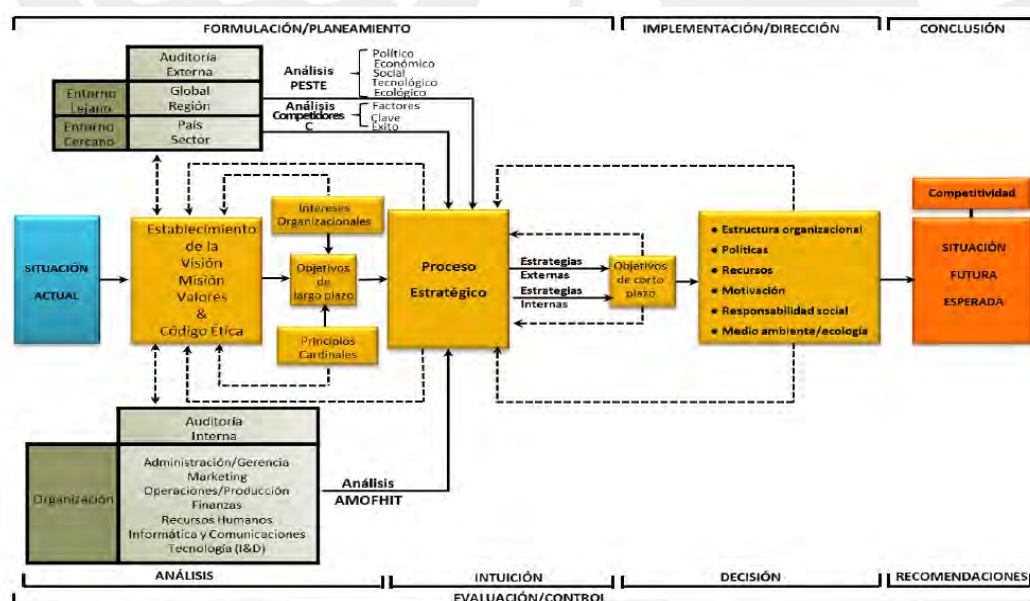 FORMULACIÓN/PLANEAMIENTO
IMPLEMENTACIÓN/DIRECCIÓN
CONCLUSIÓN
Auditoría
Externa
Entorno
Lejano
Global
Región
Entorno
Cercano
País
Sector
Análisis
PESTE
Político
Económico
Social
Tecnológico
Ecológico
Análisis
Competidores
C
Factores
Clave
Éxito
SITUACIÓN
ACTUAL
Establecimiento
de la
Visión
Misión
Valores
&
Código Ética
Intereses
Organizacionales
Objetivos
de
largo plazo
Principios
Cardinales
Proceso
Estratégico
Estrategias
Externas
Estrategias
Internas
Objetivos
de corto
plazo
• Estructura organizacional
• Políticas
• Recursos
• Motivación
• Responsabilidad social
• Medio ambiente/ecología
Competitividad
SITUACIÓN
FUTURA
ESPERADA
Auditoría
Interna
Organización
Administración/Gerencia
Marketing
Operaciones/Producción
Finanzas
Recursos Humanos
Informática y Comunicaciones
Tecnología (I&D)
Análisis
AMOFHIT
ANÁLISIS
INTUICIÓN
DECISIÓN
RECOMENDACIONES
EVALUACIÓN/CONTROL